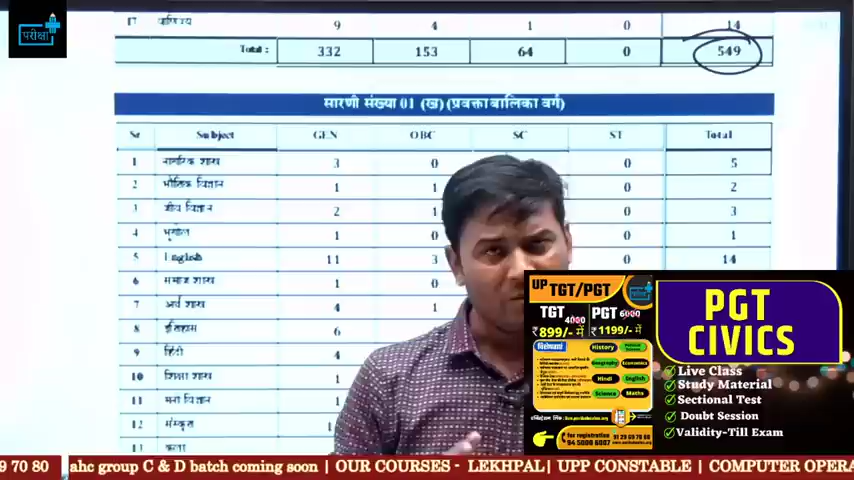 परीक्षा
17 वाणिज्य 9 4 1 0 14
Total : 332 153 64 0 549
सारणी संख्या 01 (ख) (प्रवक्ता बालिका वर्ग)
Sr Subject GEN OBC SC ST Total
1 नागरिक शास्त्र 3 0 0 5
2 भौतिक विज्ञान 1 1 0 2
3 जीव विज्ञान 2 1 0 3
4 भूगोल 1 0 0 1
5 English 11 3 0 14
6 समाज शास्त्र 1 0
7 अर्थ शास्त्र 4 1
8 इतिहास 6
9 हिंदी 4
10 शिक्षा शास्त्र 1
11 मनो विज्ञान 1
12 संस्कृत
13 कला
UP TGT/PGT
TGT 4000 PGT 6000
₹899/- में ₹1199/- में
विशेषताएं
History
Geography Economics
Hindi English
Science Maths
for registration
PGT
CIVICS
Live Class
Study Material
Sectional Test
Doubt Session
Validity-Till Exam
9 70 80 ahc group C & D batch coming soon | OUR COURSES - LEKHPAL| UPP CONSTABLE | COMPUTER OPERA